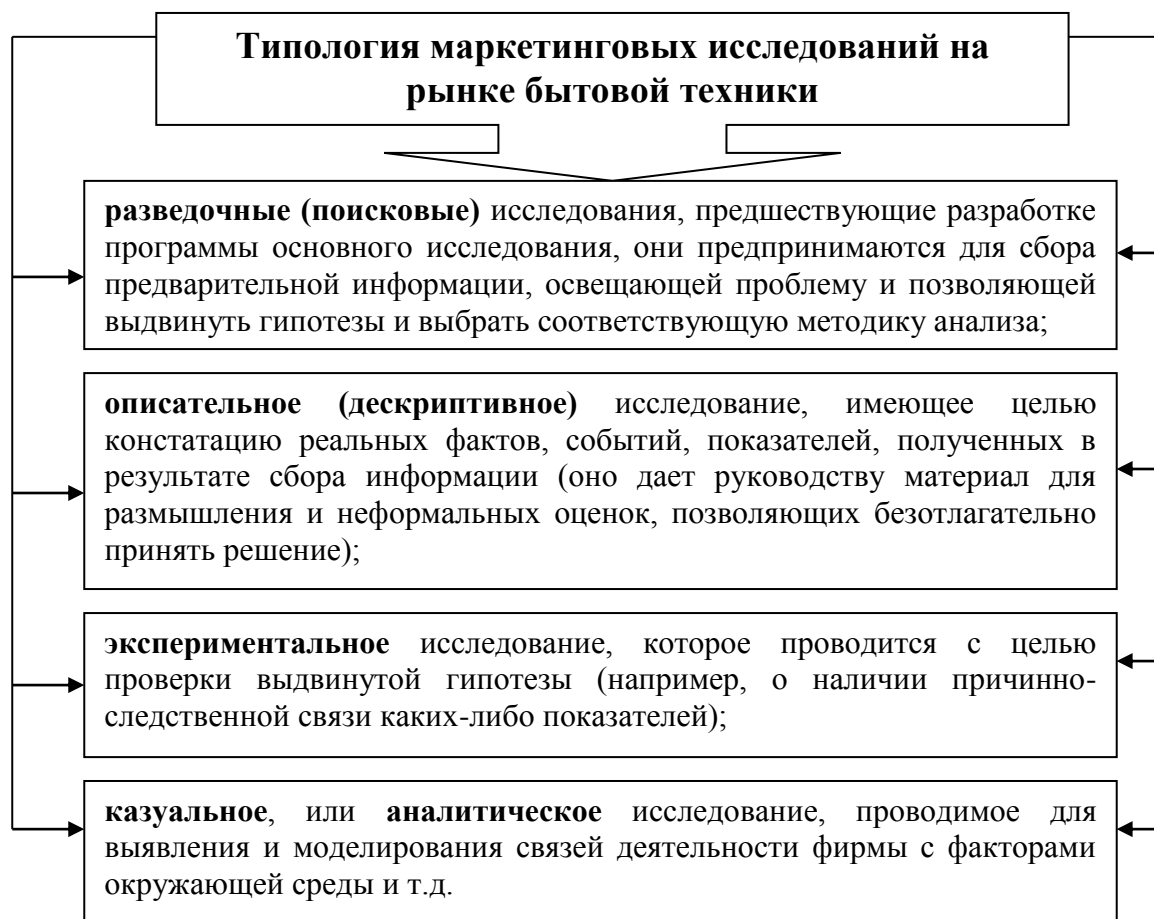 Типология маркетинговых исследований на
рынке бытовой техники
разведочные (поисковые) исследования, предшествующие разработке
программы основного исследования, они предпринимаются для сбора
предварительной информации, освещающей проблему и позволяющей
выдвинуть гипотезы и выбрать соответствующую методику анализа;
описательное (дескриптивное) исследование, имеющее целью
констатацию реальных фактов, событий, показателей, полученных в
результате сбора информации (оно дает руководству материал для
размышления и неформальных оценок, позволяющих безотлагательно
принять решение);
экспериментальное исследование, которое проводится с целью
проверки выдвинутой гипотезы (например, о наличии причинно-
следственной связи каких-либо показателей);
казуальное, или аналитическое исследование, проводимое для
выявления и моделирования связей деятельности фирмы с факторами
окружающей среды и т.д.